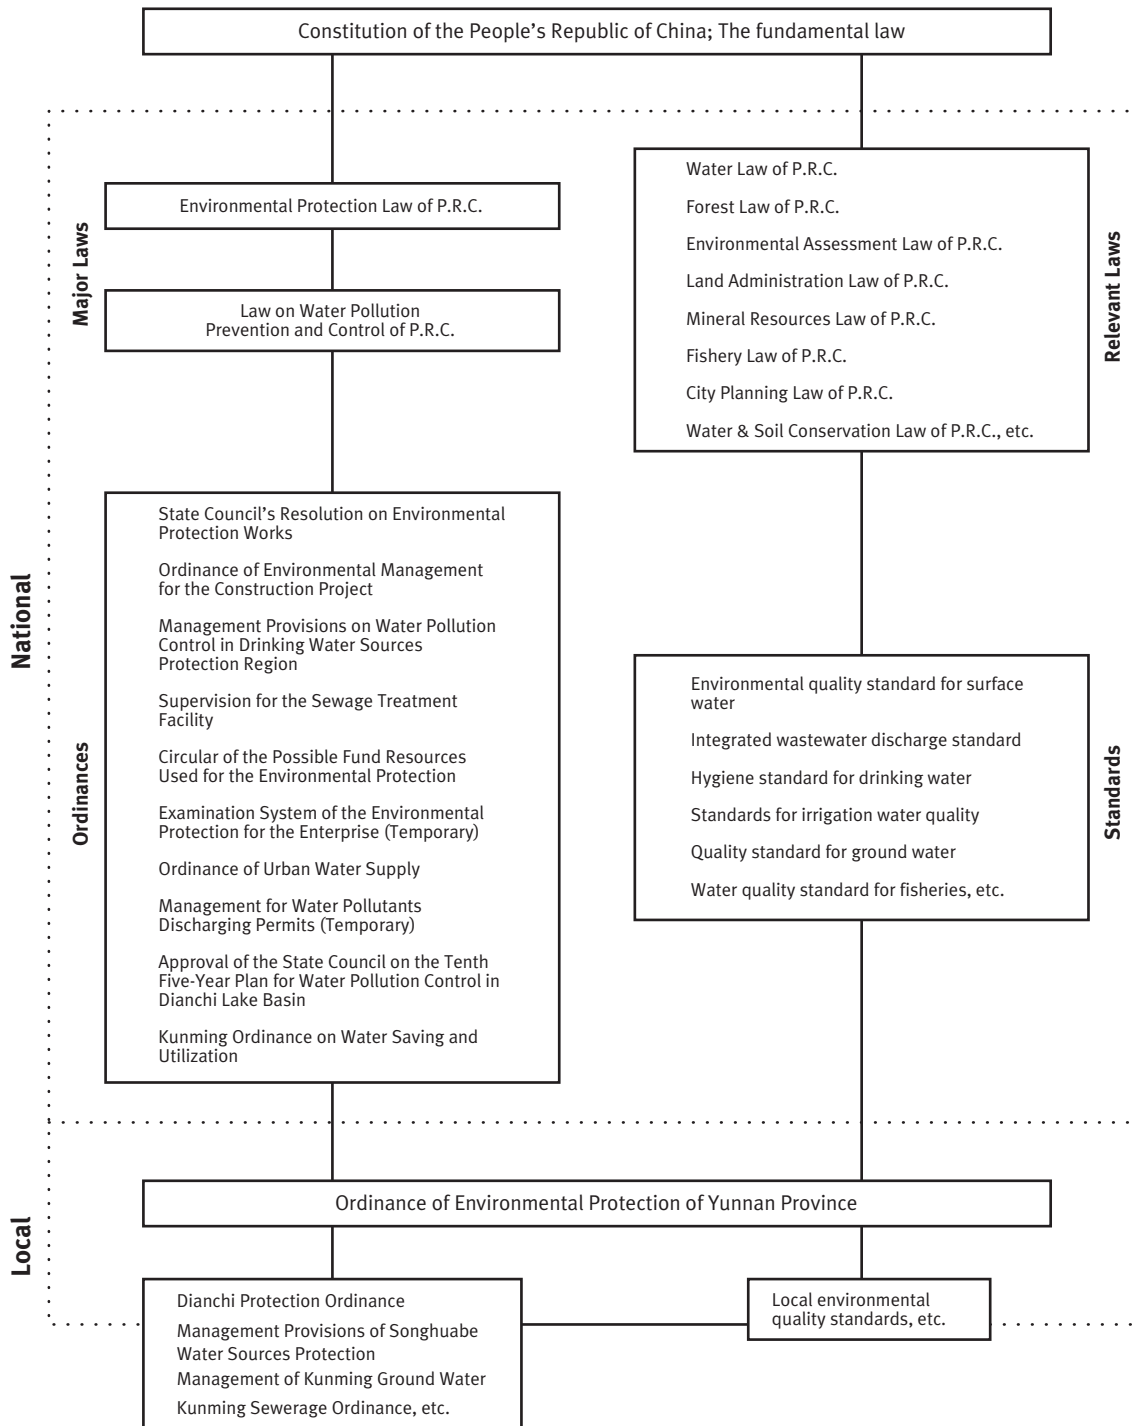 Constitution of the People’s Republic of China; The fundamental law
National
Major Laws
Environmental Protection Law of P.R.C.
Law on Water Pollution
Prevention and Control of P.R.C.
Relevant Laws
Water Law of P.R.C.
Forest Law of P.R.C.
Environmental Assessment Law of P.R.C.
Land Administration Law of P.R.C.
Mineral Resources Law of P.R.C.
Fishery Law of P.R.C.
City Planning Law of P.R.C.
Water & Soil Conservation Law of P.R.C., etc.
Ordinances
State Council’s Resolution on Environmental
Protection Works
Ordinance of Environmental Management
for the Construction Project
Management Provisions on Water Pollution
Control in Drinking Water Sources
Protection Region
Supervision for the Sewage Treatment
Facility
Circular of the Possible Fund Resources
Used for the Environmental Protection
Examination System of the Environmental
Protection for the Enterprise (Temporary)
Ordinance of Urban Water Supply
Management for Water Pollutants
Discharging Permits (Temporary)
Approval of the State Council on the Tenth
Five-Year Plan for Water Pollution Control in
Dianchi Lake Basin
Kunming Ordinance on Water Saving and
Utilization
Standards
Environmental quality standard for surface
water
Integrated wastewater discharge standard
Hygiene standard for drinking water
Standards for irrigation water quality
Quality standard for ground water
Water quality standard for fisheries, etc.
Local
Ordinance of Environmental Protection of Yunnan Province
Dianchi Protection Ordinance
Management Provisions of Songhuabe
Water Sources Protection
Management of Kunming Ground Water
Kunming Sewerage Ordinance, etc.
Local environmental
quality standards, etc.